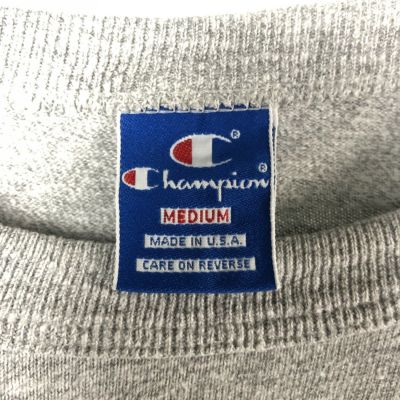 ®
Champion®
MEDIUM
MADE IN U.S.A.
CARE ON REVERSE